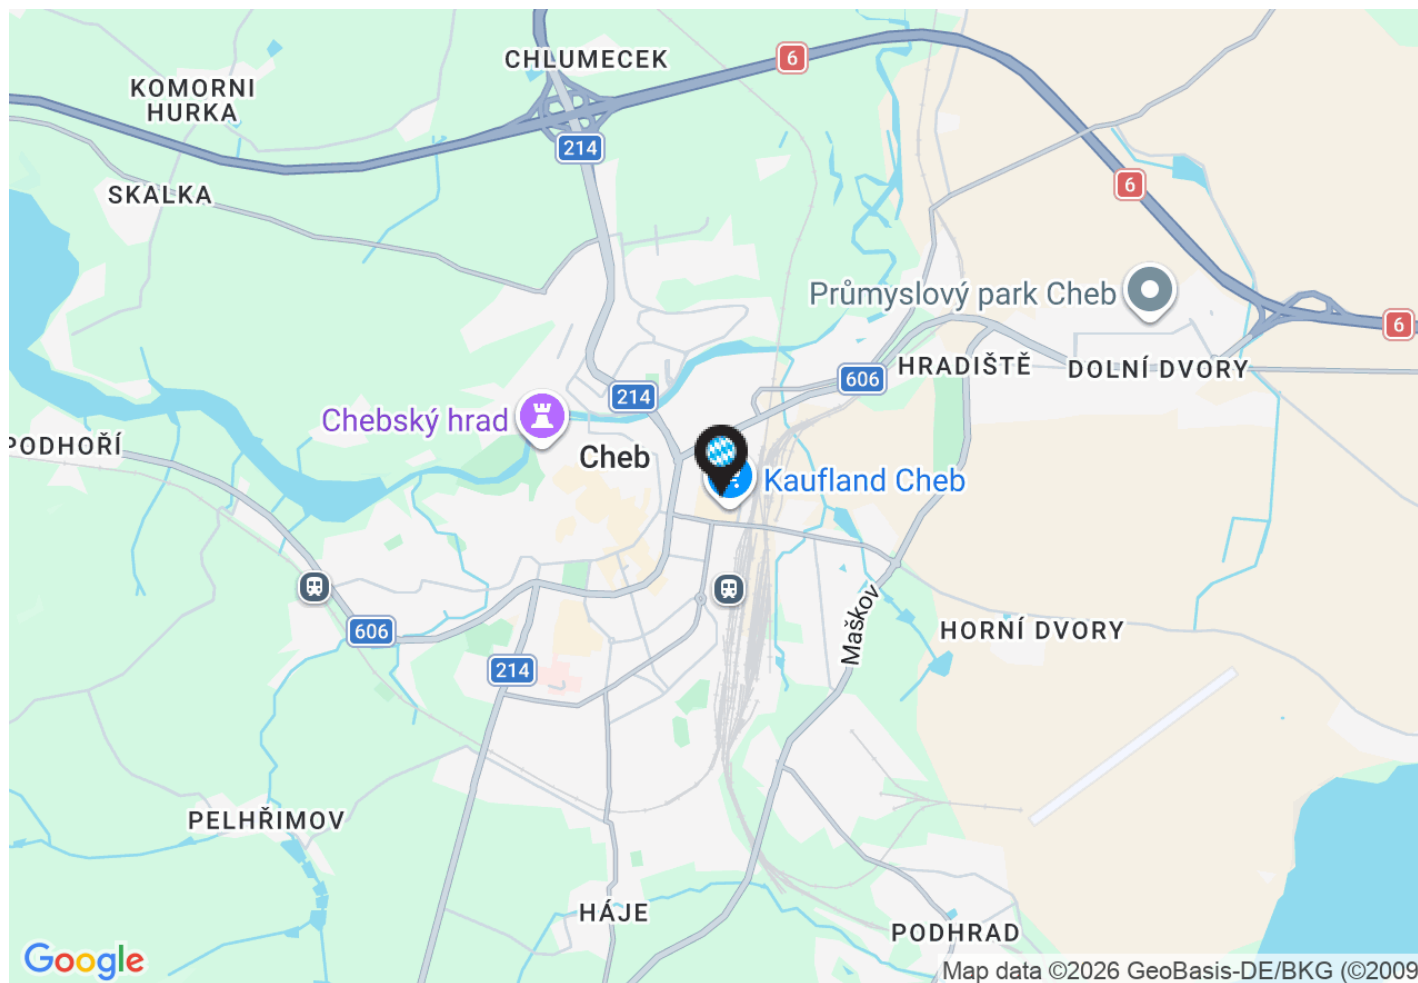 CHLUMECEK
6
KOMORNI
HURKA
214
SKALKA
6
Průmyslový park Cheb
6
HRADIŠTĚ
DOLNÍ DVORY
606
214
Chebský hrad
PODHOŘÍ
Cheb
Kaufland Cheb
606
Maškov
HORNÍ DVORY
214
PELHŘIMOV
HÁJE
PODHRAD
Google
Map data ©2026 GeoBasis-DE/BKG (©2009